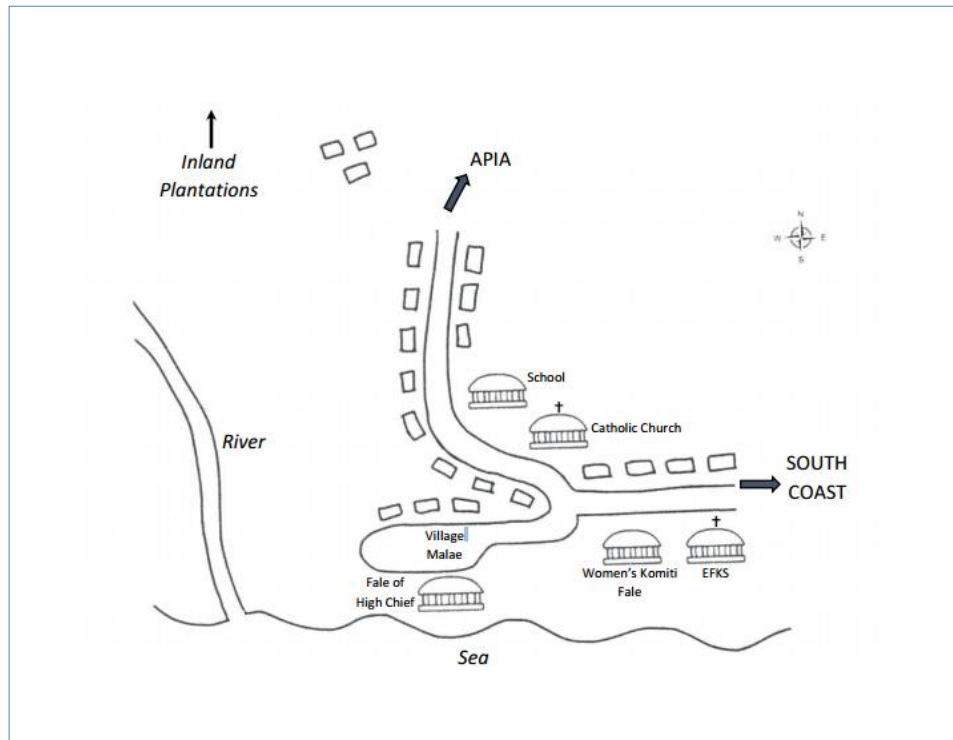 Inland
Plantations
APIA
N
W
E
S
School
Catholic Church
River
SOUTH
COAST
Village
Malae
Women's Komiti
Fale
EFKS
Fale of
High Chief
Sea